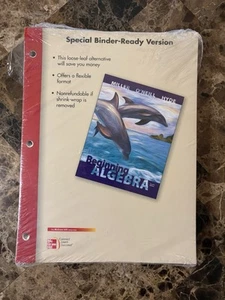 Special Binder-Ready Version
• This loose-leaf alternative
will save you money
• Offers a flexible
format
• Nonrefundable if
shrink-wrap is
removed
MILLER O'NEILL HYDE
Beginning
ALGEBRA